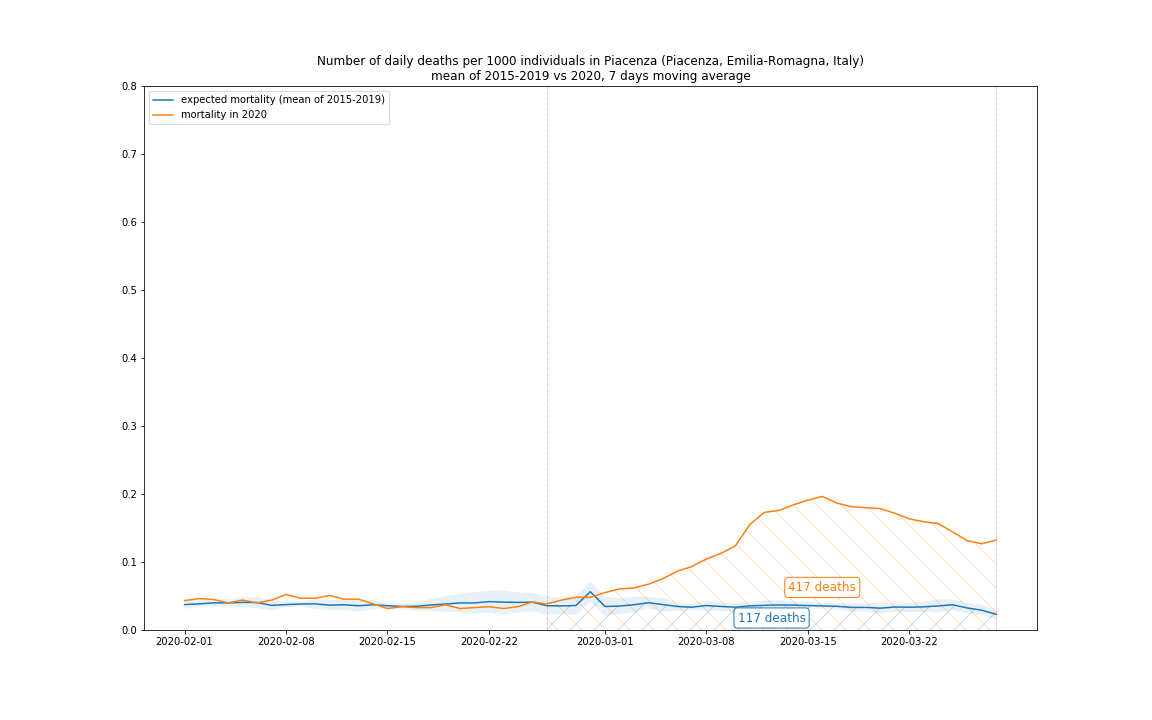 Number of daily deaths per 1000 individuals in Piacenza (Piacenza, Emilia-Romagna, Italy)
mean of 2015-2019 vs 2020, 7 days moving average
0.8
expected mortality (mean of 2015-2019)
mortality in 2020
0.7
0.6
0.5
0.4
0.3
0.2
0.1
417 deaths
117 deaths
0.0
2020-02-01 2020-02-08 2020-02-15 2020-02-22 2020-03-01 2020-03-08 2020-03-15 2020-03-22